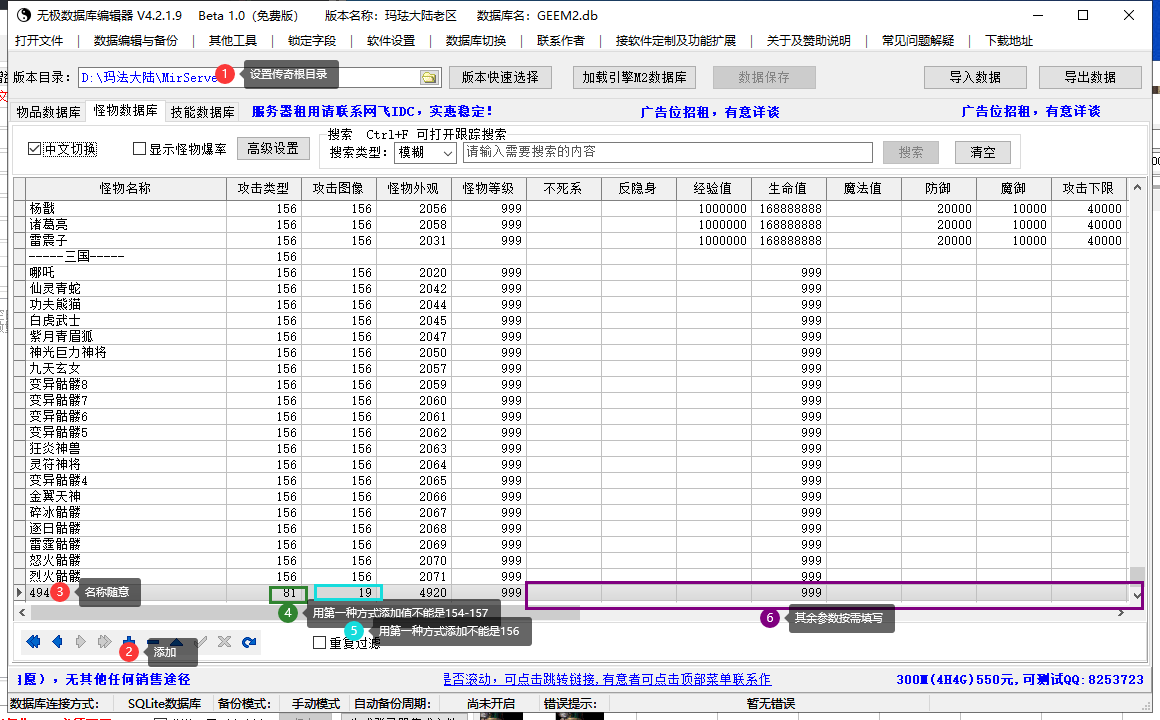 无极数据库编辑器 V4.2.1.9 Beta 1.0（免费版） 版本名称：玛珐大陆老区 数据库名：GEEM2.db
打开文件 | 数据编辑与备份 | 其他工具 | 锁定字段 | 软件设置 | 数据库切换 | 联系作者 | 接软件定制及功能扩展 | 关于及赞助说明 | 常见问题解疑 | 下载地址
版本目录： D:\玛法大陆\MirServe 1 设置传奇根目录 版本快速选择 加载引擎M2数据库 数据保存 导入数据 导出数据
物品数据库 怪物数据库 技能数据库 服务器租用请联系网飞IDC，实惠稳定！ 广告位招租，有意详谈 广告位招租，有意详谈
中文切换 显示怪物爆率 高级设置 搜索 Ctrl+F 可打开跟踪搜索
搜索类型： 模糊 请输入需要搜索的内容 搜索 清空
怪物名称 攻击类型 攻击图像 怪物外观 怪物等级 不死系 反隐身 经验值 生命值 魔法值 防御 魔御 攻击下限
杨戬 156 156 2056 999 1000000 168888888 20000 10000 40000
诸葛亮 156 156 2058 999 1000000 168888888 20000 10000 40000
雷震子 156 156 2031 999 1000000 168888888 20000 10000 40000
-----三国----- 156
哪吒 156 156 2020 999 999
仙灵青蛇 156 156 2042 999 999
功夫熊猫 156 156 2044 999 999
白虎武士 156 156 2045 999 999
紫月青眉狐 156 156 2047 999 999
神光巨力神将 156 156 2050 999 999
九天玄女 156 156 2057 999 999
变异骷髅8 156 156 2059 999 999
变异骷髅7 156 156 2060 999 999
变异骷髅6 156 156 2061 999 999
变异骷髅5 156 156 2062 999 999
狂炎神兽 156 156 2063 999 999
灵符神将 156 156 2064 999 999
变异骷髅4 156 156 2065 999 999
金翼天神 156 156 2066 999 999
碎冰骷髅 156 156 2067 999 999
逐日骷髅 156 156 2068 999 999
雷霆骷髅 156 156 2069 999 999
怒火骷髅 156 156 2070 999 999
烈火骷髅 156 156 2071 999 999
494 3 名称随意 81 19 4920 999 999
4 用第一种方式添加值不能是154-157
6 其余参数按需填写
5 用第一种方式添加不能是156
2 添加 重复过滤
愿），无其他任何销售途径 是否滚动，可点击跳转链接,有意者可点击顶部菜单联系作 300M(4H4G)550元,可测试QQ:8253723
数据库连接方式： SQLite数据库 备份模式： 手动模式 自动备份周期： 尚未开启 错误提示： 暂无错误